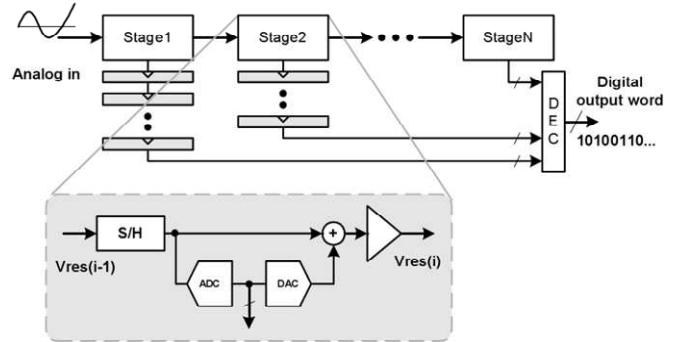 Stage1
Stage2
StageN
Analog in
D
E
C
Digital
output word
10100110...
S/H
+
Vres(i-1)
Vres(i)
ADC
DAC